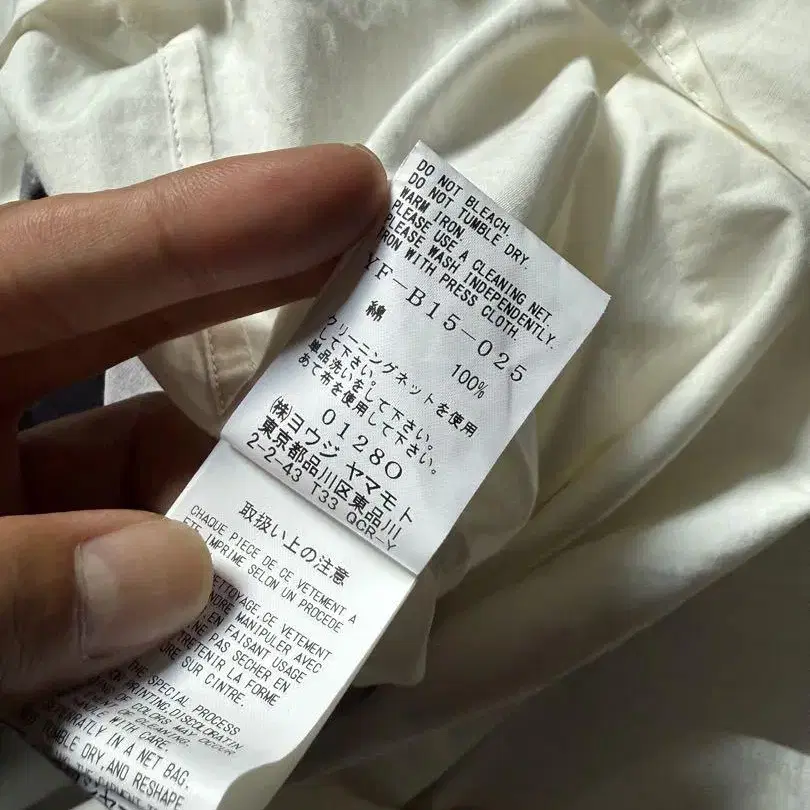 DO NOT BLEACH.
DO NOT TUMBLE DRY.
WARM IRON
PLEASE USE A CLEANING NET.
PLEASE WASH INDEPENDENTLY.
IRON WITH PRESS CLOTH.
YF-B15-025
綿 100%
クリーニングネットを使用
して下さい。
単品洗いをして下さい。
あて布を使用して下さい。
01280
㈱ヨウジ ヤマモト
東京都品川区東品川
2-2-43 T33 QCR-Y
取扱い上の注意
CHAQUE PIECE DE CE VETEMENT A
ETE IMPRIME SELON UN PROCEDE
NETTOYAGE CE VETEMENT
MANIPULER AVEC
EN FAISANT USAGE
NE PAS SECHER EN
ENTRETENIR LA FORME
SUR CINTRE.
THE SPECIAL PROCESS
PRINTING, DISCOLORATIN
OF COLORS MAY OCCUR
OF CLEANING.
WITH CARE.
SEPARATLY IN A NET BAG.
TUMBLE DRY, AND RESHAPE